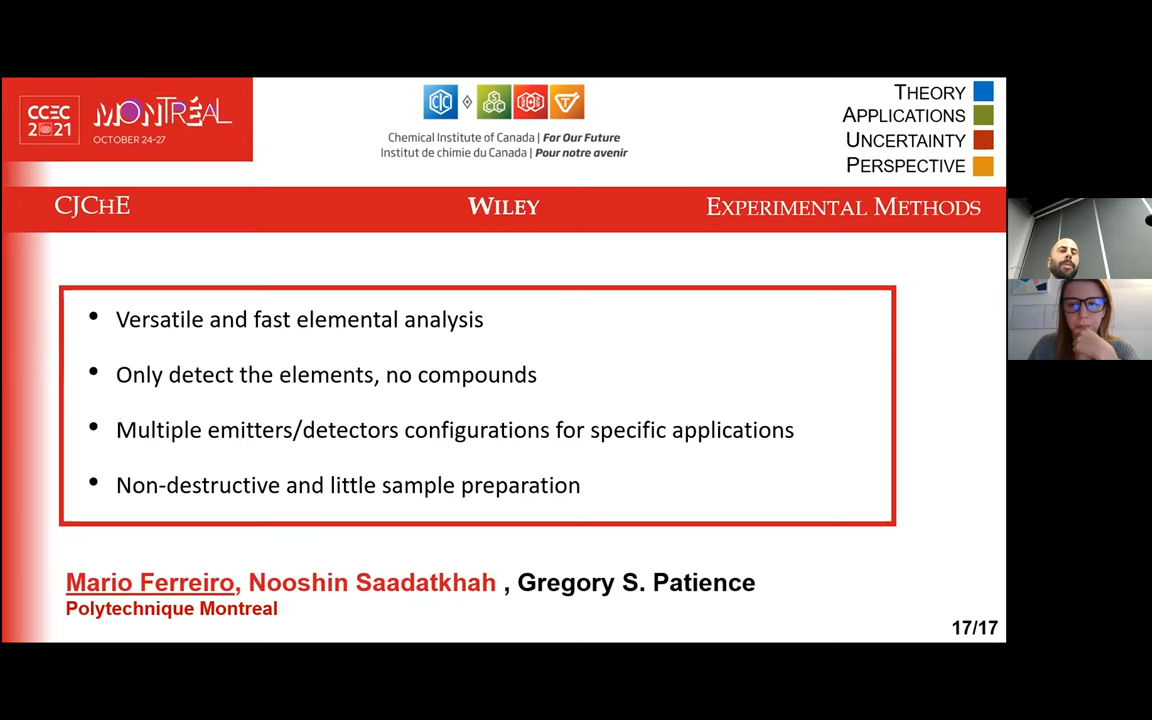 CCEC
2021
MONTRÉAL
OCTOBER 24-27
Chemical Institute of Canada | For Our Future
Institut de chimie du Canada | Pour notre avenir
THEORY
APPLICATIONS
UNCERTAINTY
PERSPECTIVE
CJCHE
WILEY
EXPERIMENTAL METHODS
• Versatile and fast elemental analysis
• Only detect the elements, no compounds
• Multiple emitters/detectors configurations for specific applications
• Non-destructive and little sample preparation
Mario Ferreiro, Nooshin Saadatkhah , Gregory S. Patience
Polytechnique Montreal
17/17